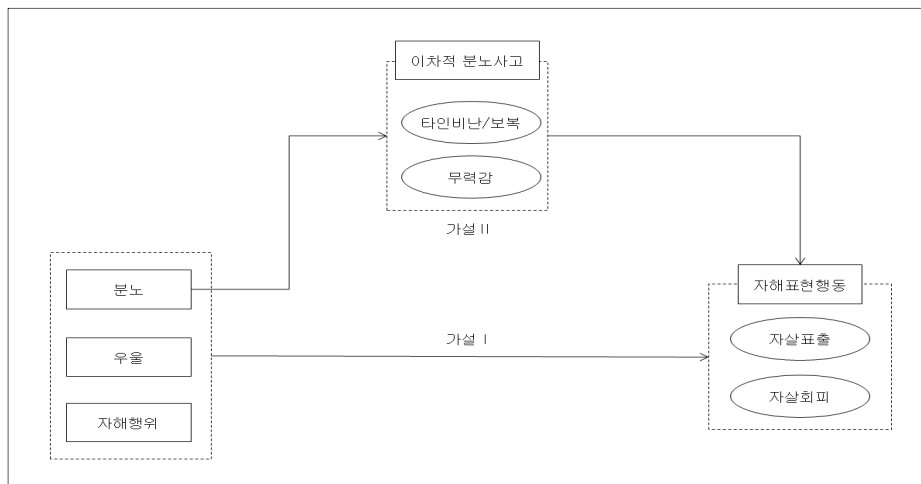 이차적 분노사고
타인비난/보복
무력감
가설 II
분노
우울
자해행위
가설 I
자해표현행동
자살표출
자살회피